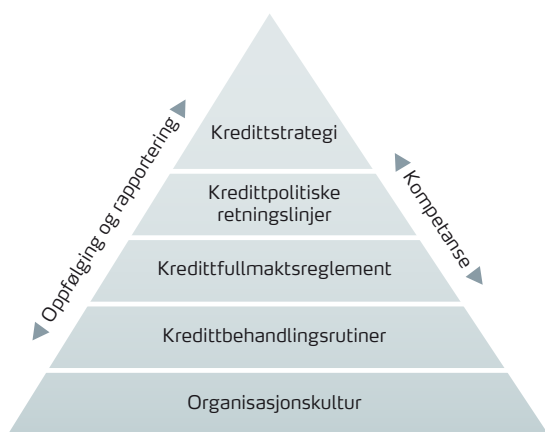 Kredittstrategi
Oppfølging og rapportering
Kompetanse
Kredittpolitiske
retningslinjer
Kredittfullmaktsreglement
Kredittbehandlingsrutiner
Organisasjonskultur